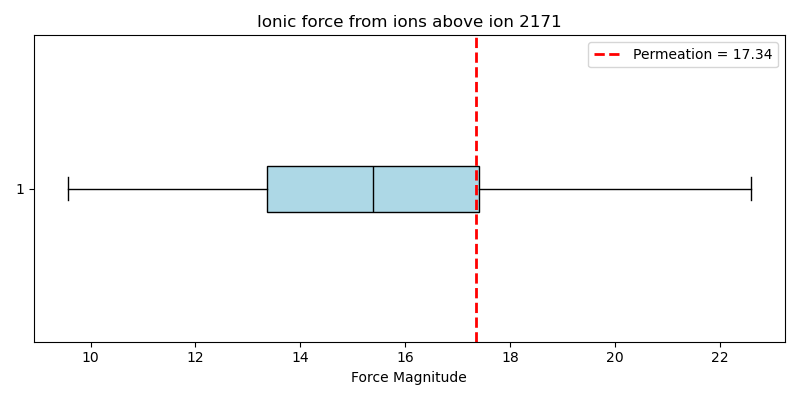 Ionic force from ions above ion 2171
Permeation = 17.34
1
10 12 14 16 18 20 22
Force Magnitude